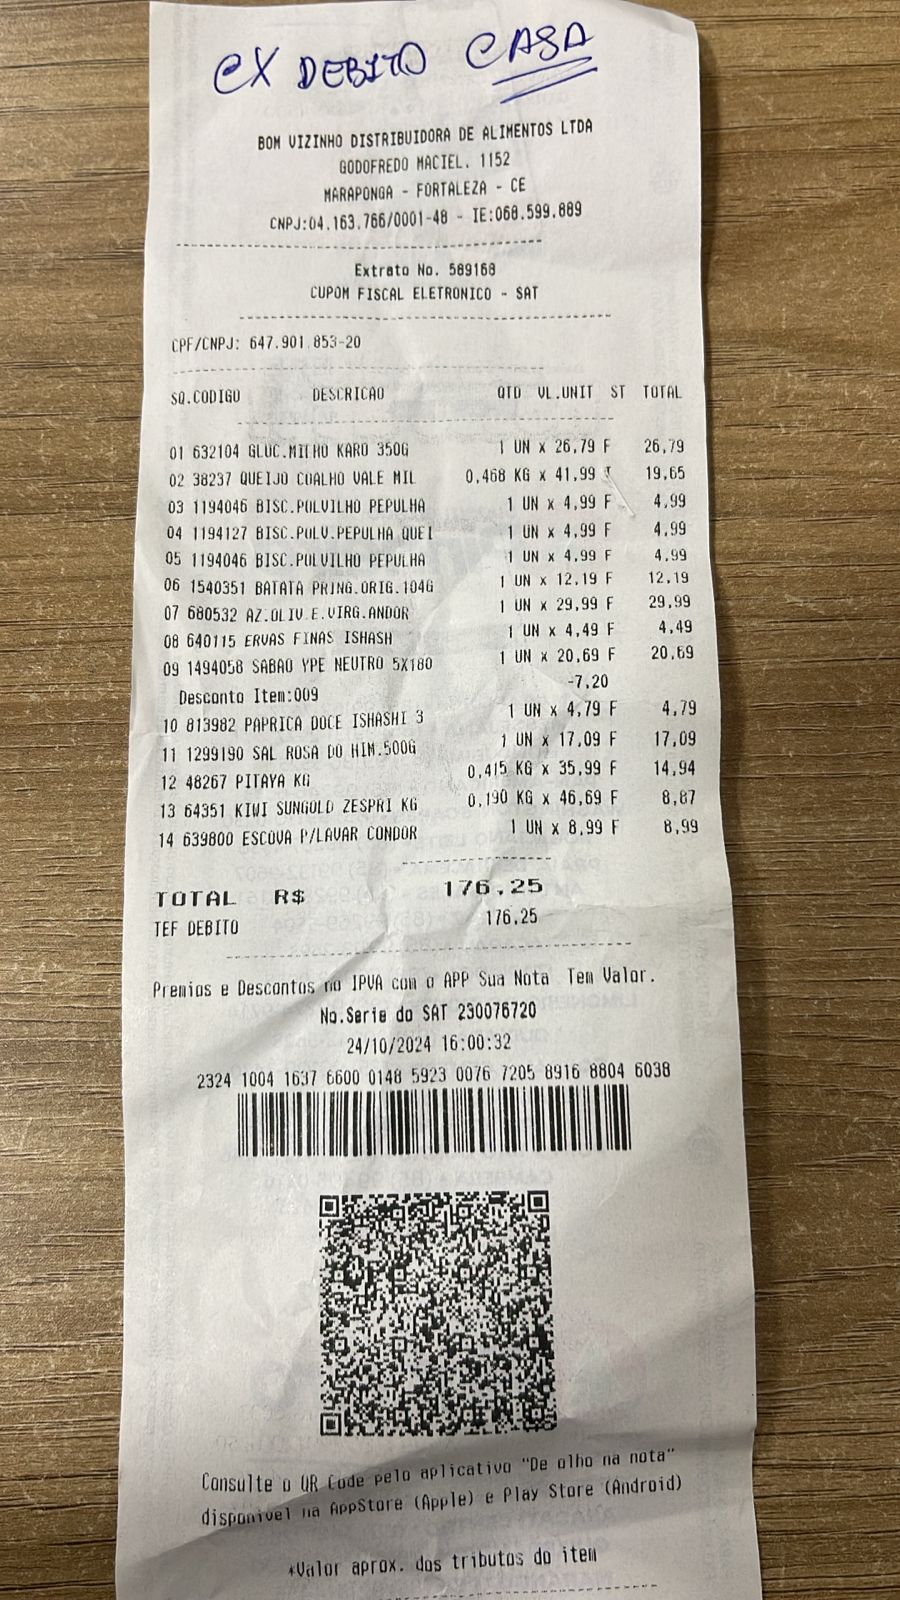 CX DEBITO CASA
BOM VIZINHO DISTRIBUIDORA DE ALIMENTOS LTDA
GODOFREDO MACIEL. 1152
MARAPONGA - FORTALEZA - CE
CNPJ:04.163.766/0001-48 - IE:068.599.889
Extrato No. 589168
CUPOM FISCAL ELETRONICO - SAT
CPF/CNPJ: 647.901.853-20
SQ.CODIGO DESCRICAO QTD VL.UNIT ST TOTAL
01 632104 GLUC.MILHO KARO 350G 1 UN x 26,79 F 26,79
02 38237 QUEIJO COALHO VALE MIL 0,468 KG x 41,99 T 19,65
03 1194046 BISC.POLVILHO PEPULHA 1 UN x 4,99 F 4,99
04 1194127 BISC.POLV.PEPULHA QUEI 1 UN x 4,99 F 4,99
05 1194046 BISC.POLVILHO PEPULHA 1 UN x 4,99 F 4,99
06 1540351 BATATA PRING.ORIG.104G 1 UN x 12,19 F 12,19
07 680532 AZ.OLIV.E.VIRG.ANDOR 1 UN x 29,99 F 29,99
08 640115 ERVAS FINAS ISHASH 1 UN x 4,49 F 4,49
09 1494058 SABAO YPE NEUTRO 5X180 1 UN x 20,69 F 20,69
Desconto Item:009 -7,20
10 813982 PAPRICA DOCE ISHASHI 3 1 UN x 4,79 F 4,79
11 1299190 SAL ROSA DO HIM.500G 1 UN x 17,09 F 17,09
12 48267 PITAYA KG 0,415 KG x 35,99 F 14,94
13 64351 KIWI SUNGOLD ZESPRI KG 0,190 KG x 46,69 F 8,87
14 639800 ESCOVA P/LAVAR CONDOR 1 UN x 8,99 F 8,99
TOTAL R$ 176,25
TEF DEBITO 176,25
Premios e Descontos no IPVA com o APP Sua Nota Tem Valor.
No.Serie do SAT 230076720
24/10/2024 16:00:32
2324 1004 1637 6600 0148 5923 0076 7205 8916 8804 6038
Consulte o QR Code pelo aplicativo "De olho na nota"
disponivel na AppStore (Apple) e Play Store (Android)
*Valor aprox. dos tributos do item